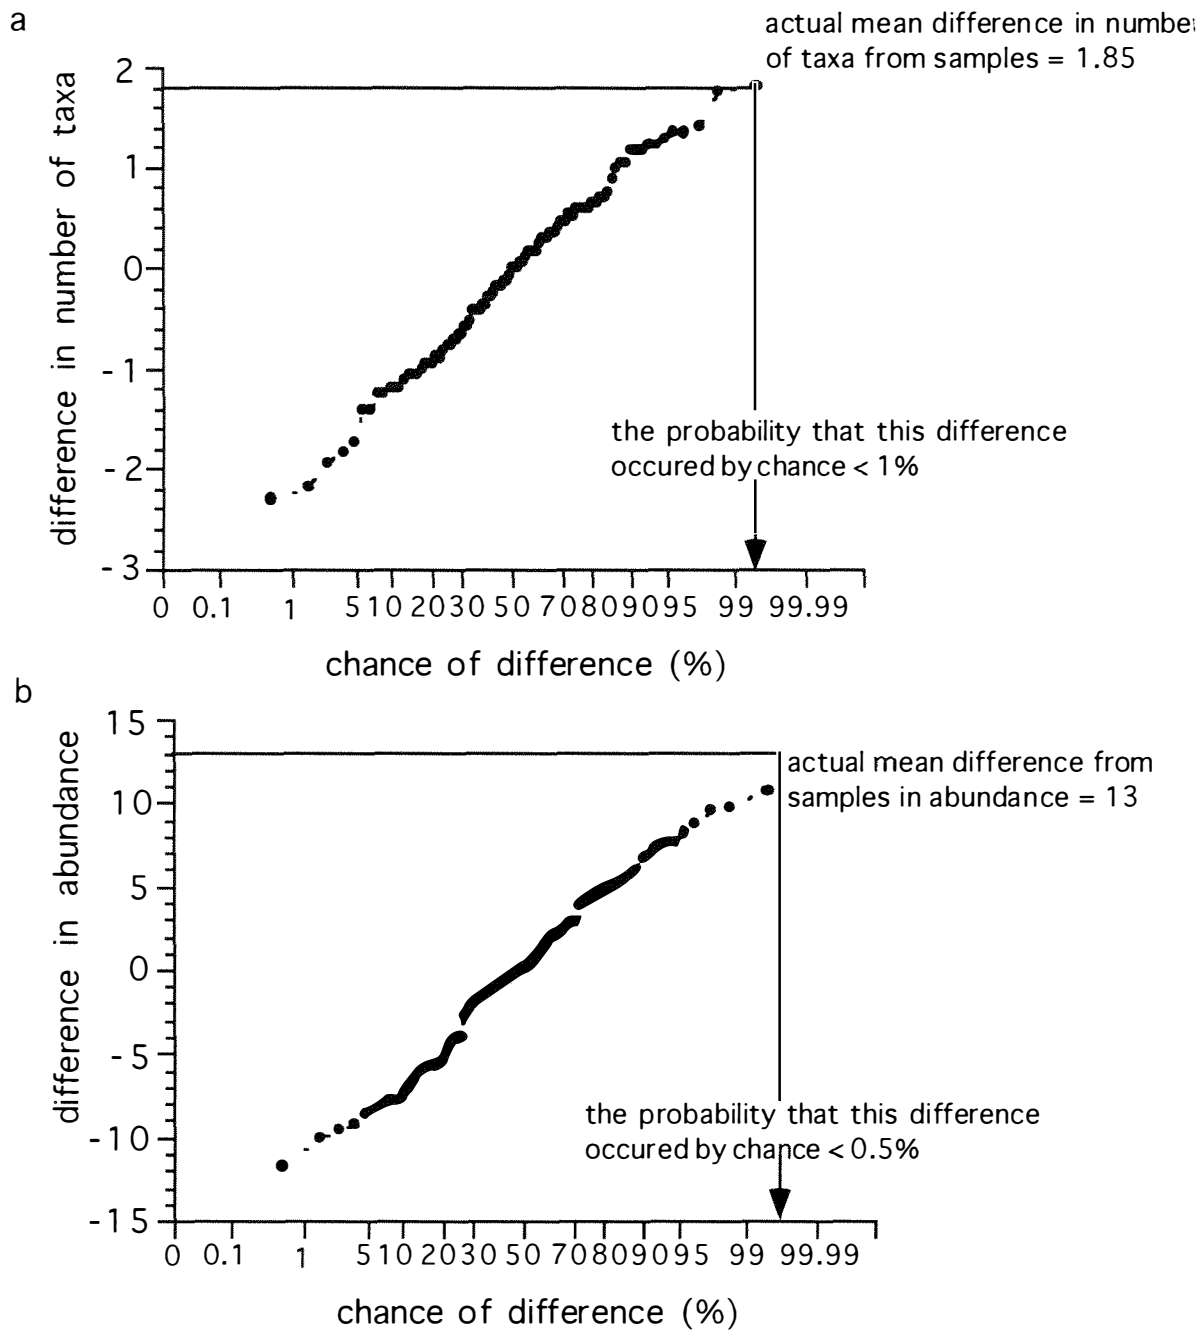 a
actual mean difference in numbe
of taxa from samples = 1.85
difference in number of taxa
2
1
0
-1
-2
-3
the probability that this difference
occured by chance < 1%
0 0.1 1 5 10 20 30 50 70 80 90 95 99 99.99
chance of difference (%)
b
difference in abundance
15
10
5
0
-5
-10
-15
actual mean difference from
samples in abundance = 13
the probability that this difference
occured by chance < 0.5%
0 0.1 1 5 10 20 30 50 70 80 90 95 99 99.99
chance of difference (%)